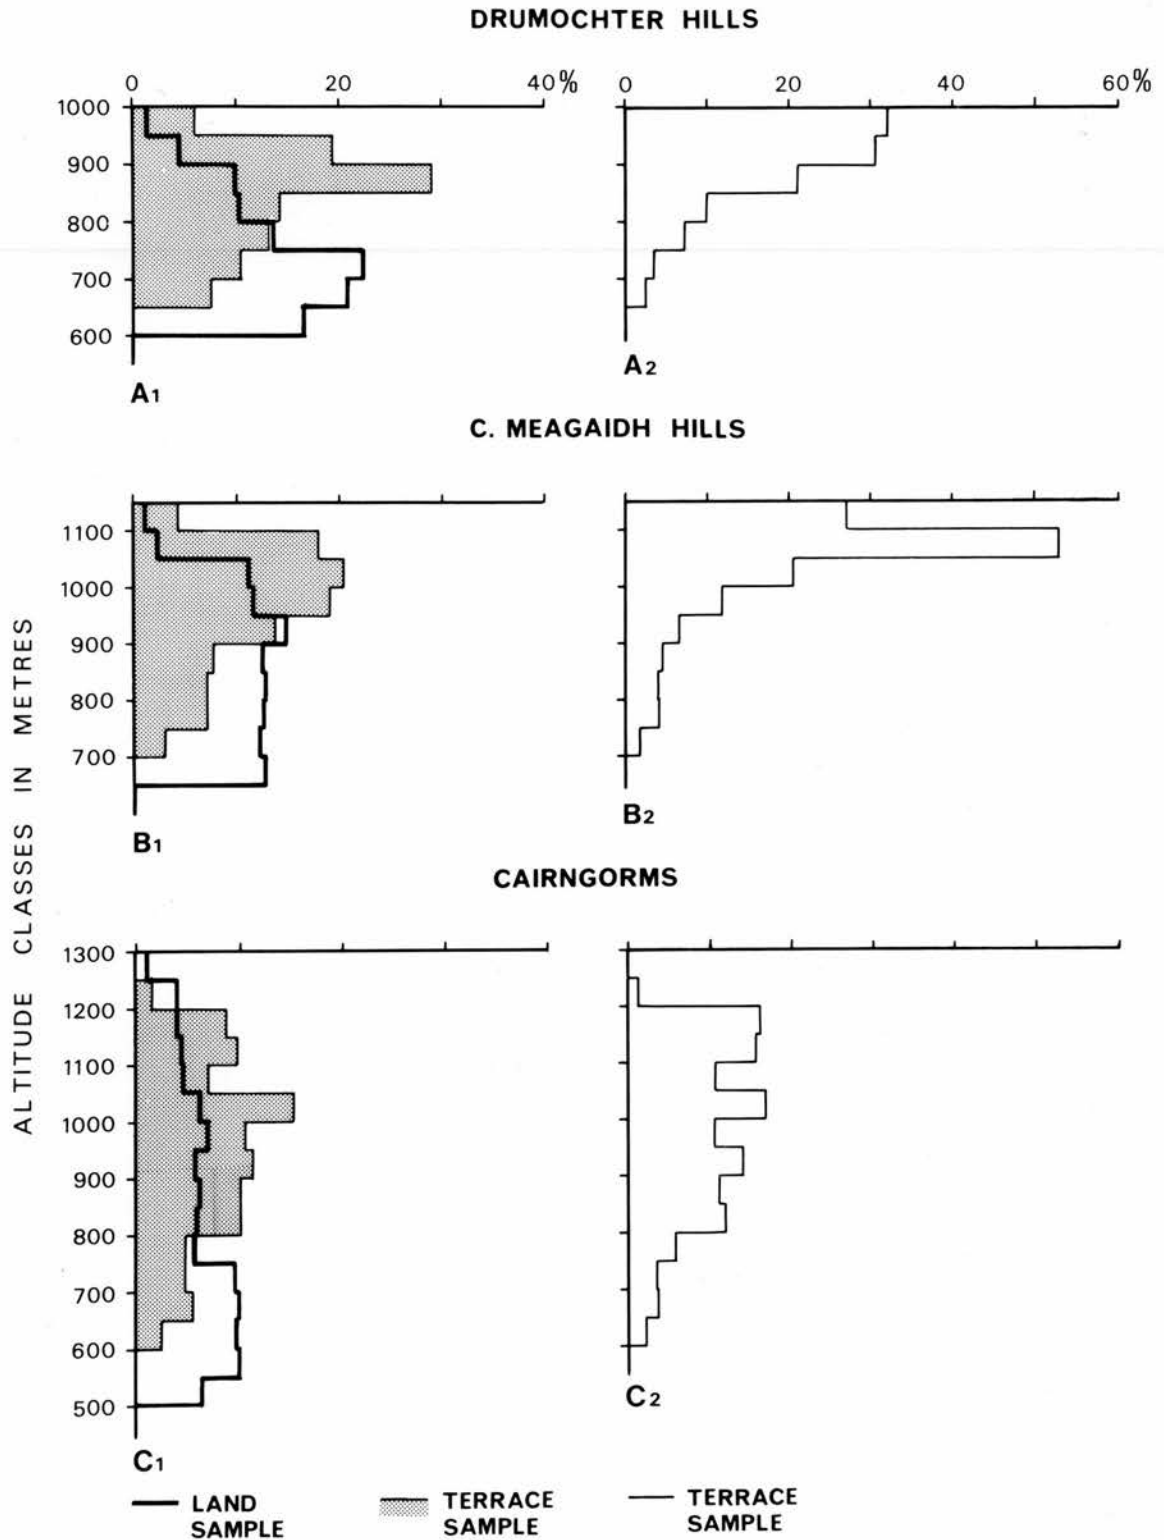 DRUMOCHTER HILLS
0 20 40%
0 20 40 60%
1000
900
800
700
600
A1
A2
C. MEAGAIDH HILLS
1100
1000
900
800
700
B1
B2
CAIRNGORMS
1300
1200
1100
1000
900
800
700
600
500
C1
C2
ALTITUDE CLASSES IN METRES
LAND
SAMPLE
TERRACE
SAMPLE
TERRACE
SAMPLE